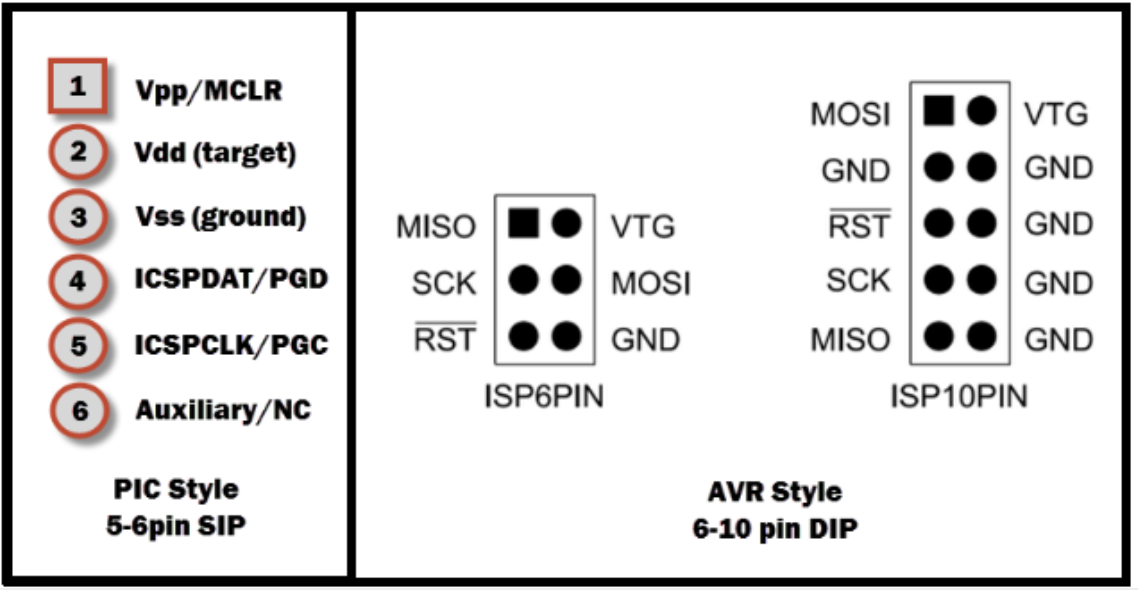 1 Vpp/MCLR
2 Vdd (target)
3 Vss (ground)
4 ICSPDAT/PGD
5 ICSPCLK/PGC
6 Auxiliary/NC
PIC Style
5-6pin SIP
MISO VTG
SCK MOSI
RST GND
ISP6PIN
MOSI VTG
GND GND
RST GND
SCK GND
MISO GND
ISP10PIN
AVR Style
6-10 pin DIP